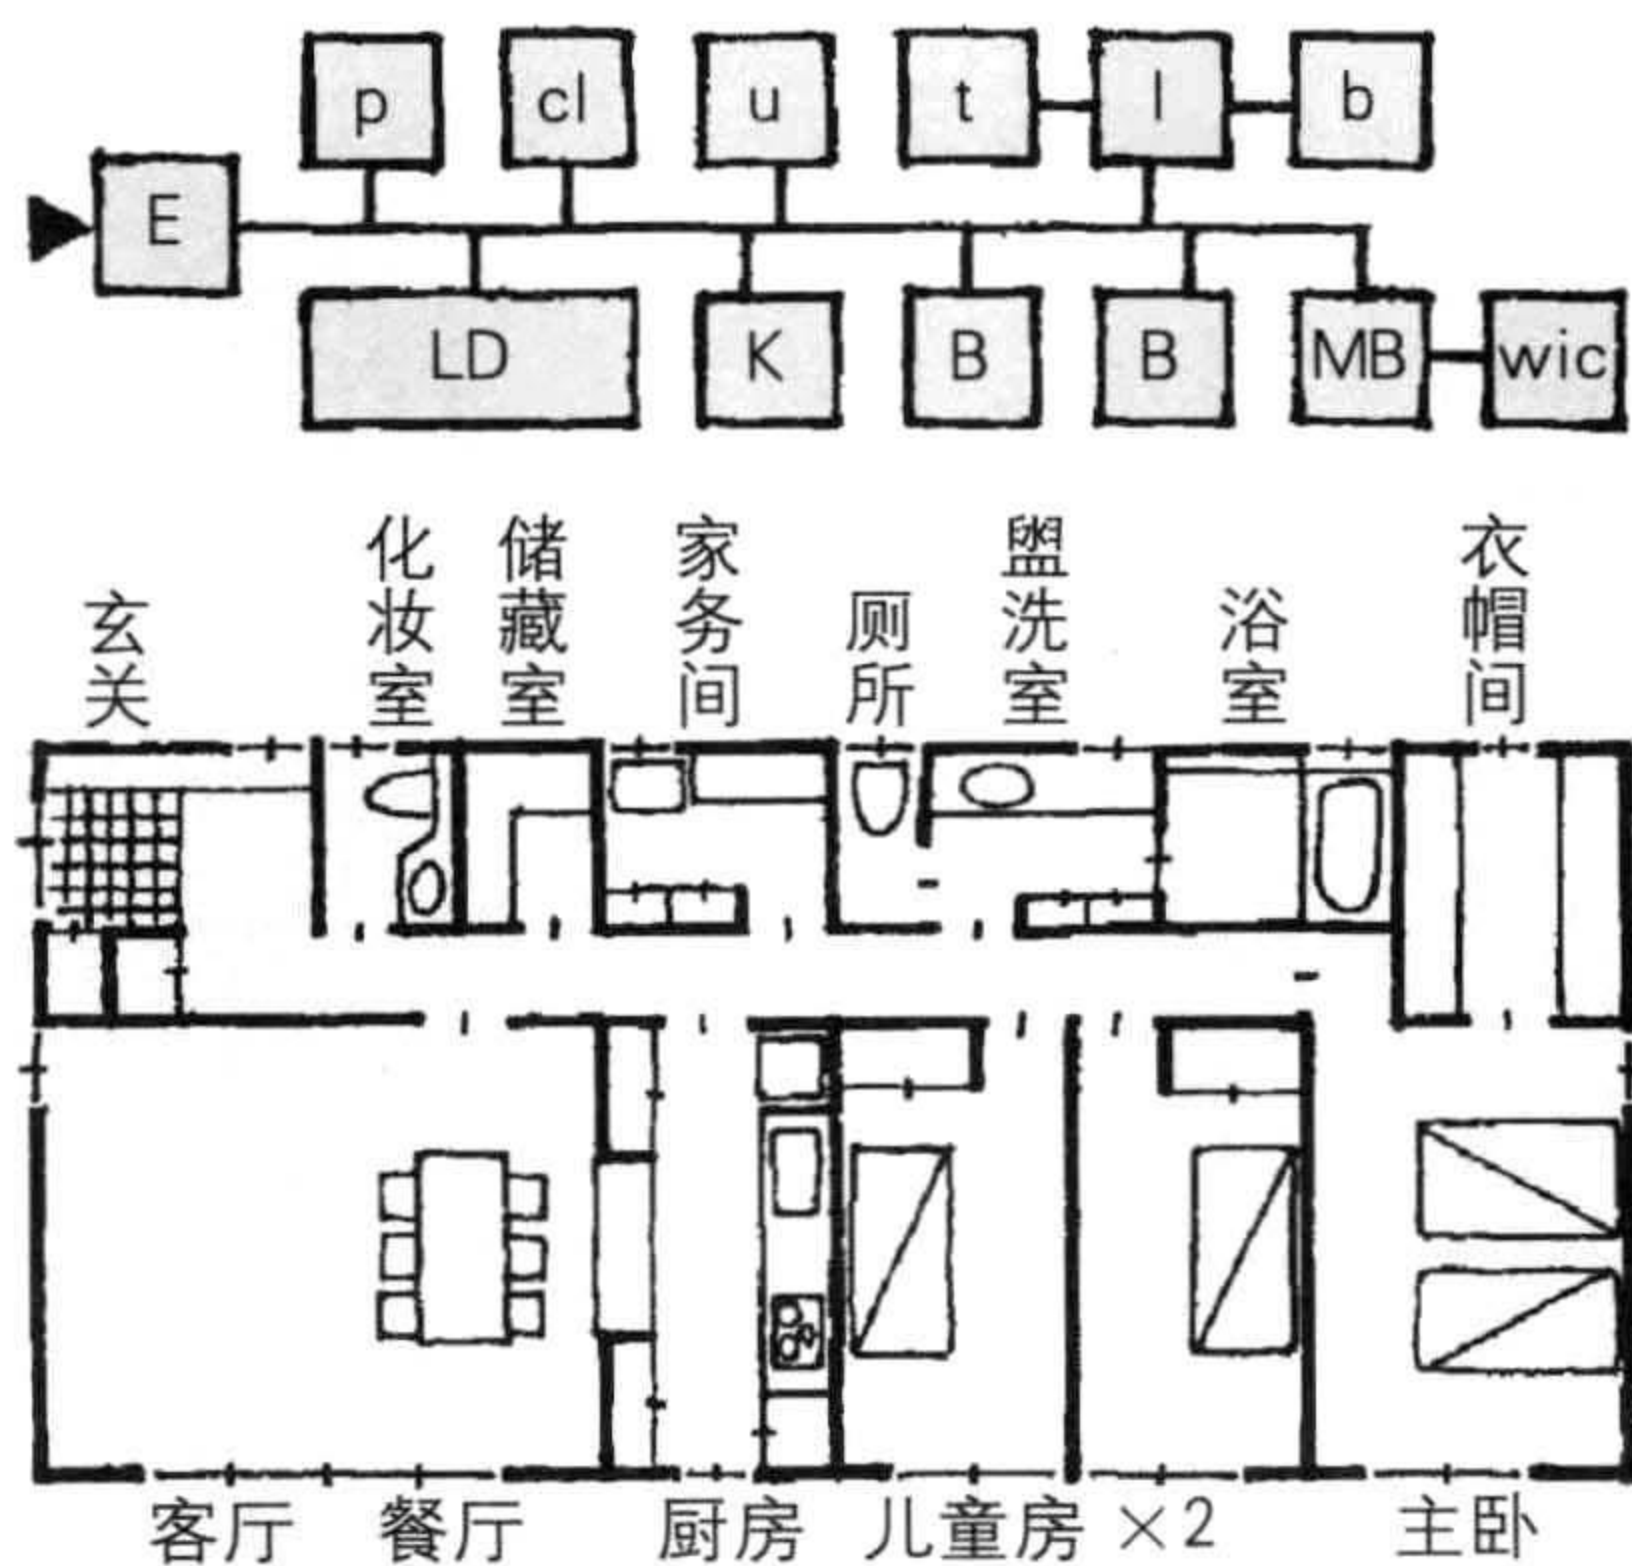 p cl u t l b
E
LD K B B MB wic
玄关 化妆室 储藏室 家务间 厕所 盥洗室 浴室 衣帽间
客厅 餐厅 厨房 儿童房 ×2 主卧